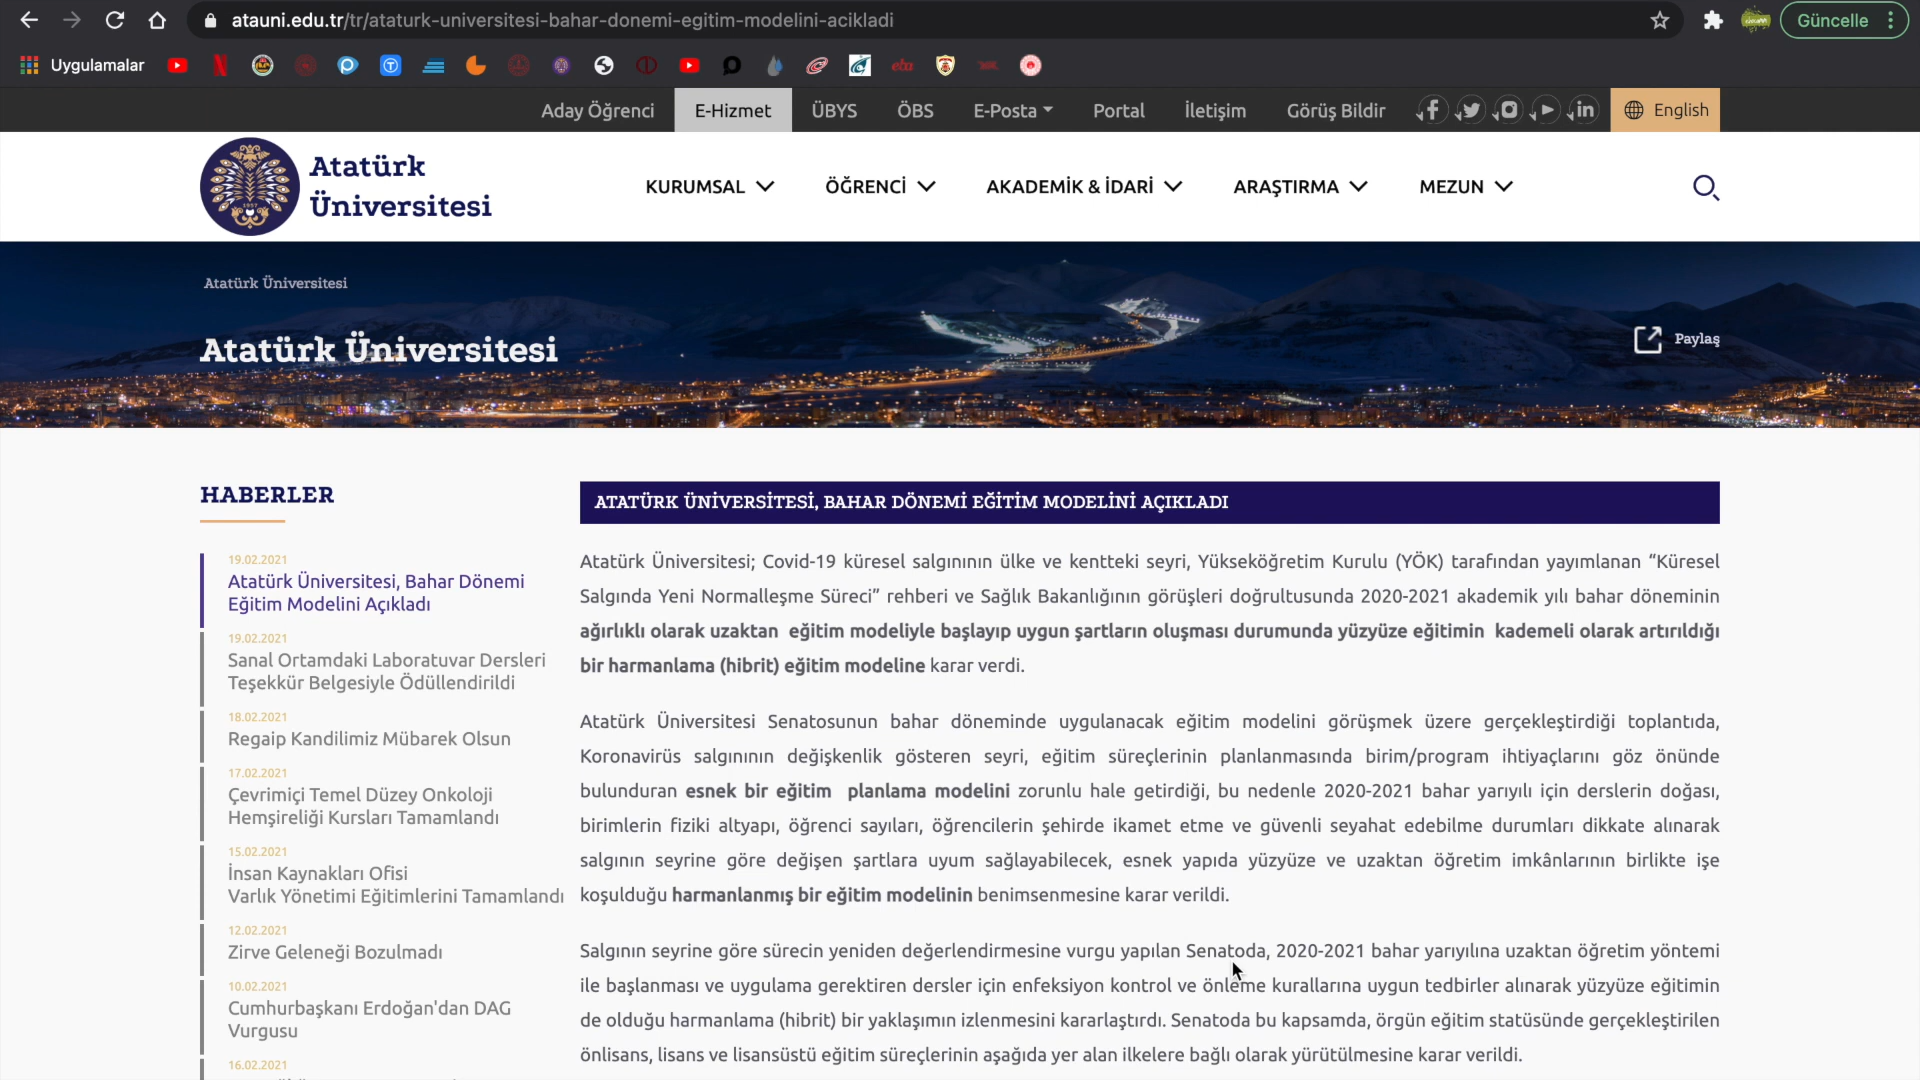 atauni.edu.tr/tr/ataturk-universitesi-bahar-donemi-egitim-modelini-acikladi
Güncelle
Uygulamalar
Aday Öğrenci
E-Hizmet
ÜBYS
ÖBS
E-Posta
Portal
İletişim
Görüş Bildir
English
Atatürk
Üniversitesi
KURUMSAL
ÖĞRENCİ
AKADEMİK & İDARİ
ARAŞTIRMA
MEZUN
Atatürk Üniversitesi
Atatürk Üniversitesi
Paylaş
HABERLER
19.02.2021
Atatürk Üniversitesi, Bahar Dönemi
Eğitim Modelini Açıkladı
19.02.2021
Sanal Ortamdaki Laboratuvar Dersleri
Teşekkür Belgesiyle Ödüllendirildi
18.02.2021
Regaip Kandilimiz Mübarek Olsun
17.02.2021
Çevrimiçi Temel Düzey Onkoloji
Hemşireliği Kursları Tamamlandı
15.02.2021
İnsan Kaynakları Ofisi
Varlık Yönetimi Eğitimlerini Tamamlandı
12.02.2021
Zirve Geleneği Bozulmadı
10.02.2021
Cumhurbaşkanı Erdoğan'dan DAG
Vurgusu
16.02.2021
ATATÜRK ÜNİVERSİTESİ, BAHAR DÖNEMİ EĞİTİM MODELİNİ AÇIKLADI
Atatürk Üniversitesi; Covid-19 küresel salgınının ülke ve kentteki seyri, Yükseköğretim Kurulu (YÖK) tarafından yayımlanan “Küresel
Salgında Yeni Normalleşme Süreci” rehberi ve Sağlık Bakanlığının görüşleri doğrultusunda 2020-2021 akademik yılı bahar döneminin
ağırlıklı olarak uzaktan eğitim modeliyle başlayıp uygun şartların oluşması durumunda yüzyüze eğitimin kademeli olarak artırıldığı
bir harmanlama (hibrit) eğitim modeline karar verdi.
Atatürk Üniversitesi Senatosunun bahar döneminde uygulanacak eğitim modelini görüşmek üzere gerçekleştirdiği toplantıda,
Koronavirüs salgınının değişkenlik gösteren seyri, eğitim süreçlerinin planlanmasında birim/program ihtiyaçlarını göz önünde
bulunduran esnek bir eğitim planlama modelini zorunlu hale getirdiği, bu nedenle 2020-2021 bahar yarıyılı için derslerin doğası,
birimlerin fiziki altyapı, öğrenci sayıları, öğrencilerin şehirde ikamet etme ve güvenli seyahat edebilme durumları dikkate alınarak
salgının seyrine göre değişen şartlara uyum sağlayabilecek, esnek yapıda yüzyüze ve uzaktan öğretim imkânlarının birlikte işe
koşulduğu harmanlanmış bir eğitim modelinin benimsenmesine karar verildi.
Salgının seyrine göre sürecin yeniden değerlendirmesine vurgu yapılan Senatoda, 2020-2021 bahar yarıyılına uzaktan öğretim yöntemi
ile başlanması ve uygulama gerektiren dersler için enfeksiyon kontrol ve önleme kurallarına uygun tedbirler alınarak yüzyüze eğitimin
de olduğu harmanlama (hibrit) bir yaklaşımın izlenmesini kararlaştırdı. Senatoda bu kapsamda, örgün eğitim statüsünde gerçekleştirilen
önlisans, lisans ve lisansüstü eğitim süreçlerinin aşağıda yer alan ilkelere bağlı olarak yürütülmesine karar verildi.